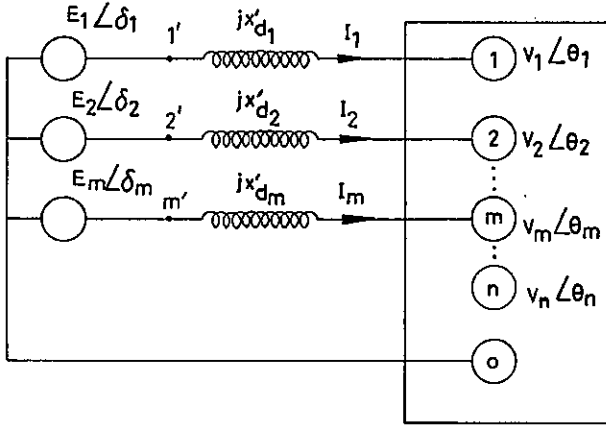 E₁∠δ₁ 1' jx'd₁ I₁ 1 v₁∠θ₁
E₂∠δ₂ 2' jx'd₂ I₂ 2 v₂∠θ₂
Eₘ∠δₘ m' jx'dₘ Iₘ m vₘ∠θₘ
n vₙ∠θₙ
o